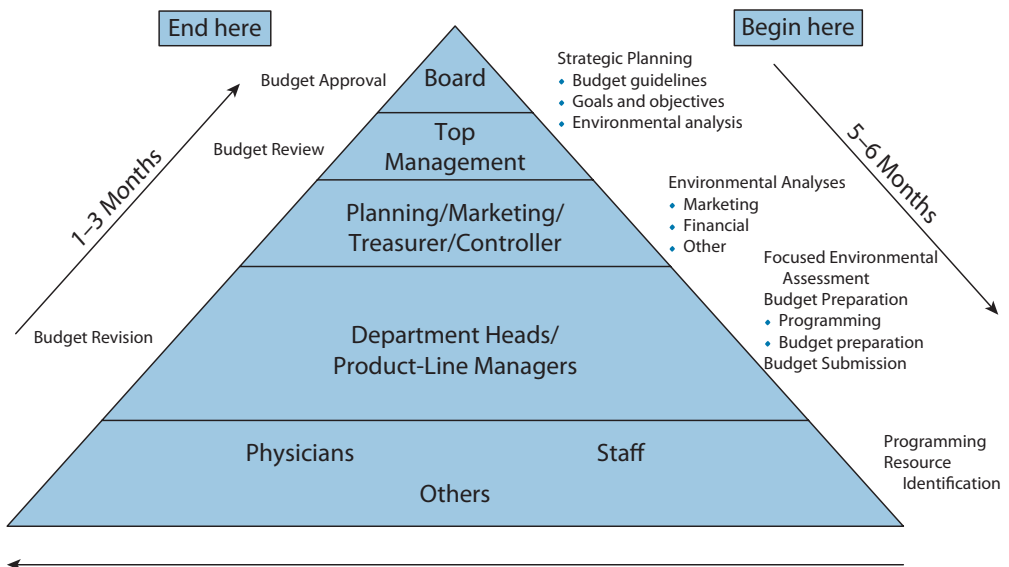 End here
Begin here
Budget Approval
Board
Strategic Planning
• Budget guidelines
• Goals and objectives
• Environmental analysis
1–3 Months
Budget Review
Top
Management
5–6 Months
Planning/Marketing/
Treasurer/Controller
Environmental Analyses
• Marketing
• Financial
• Other
Budget Revision
Department Heads/
Product-Line Managers
Focused Environmental
Assessment
Budget Preparation
• Programming
• Budget preparation
Budget Submission
Physicians
Staff
Others
Programming
Resource
Identification